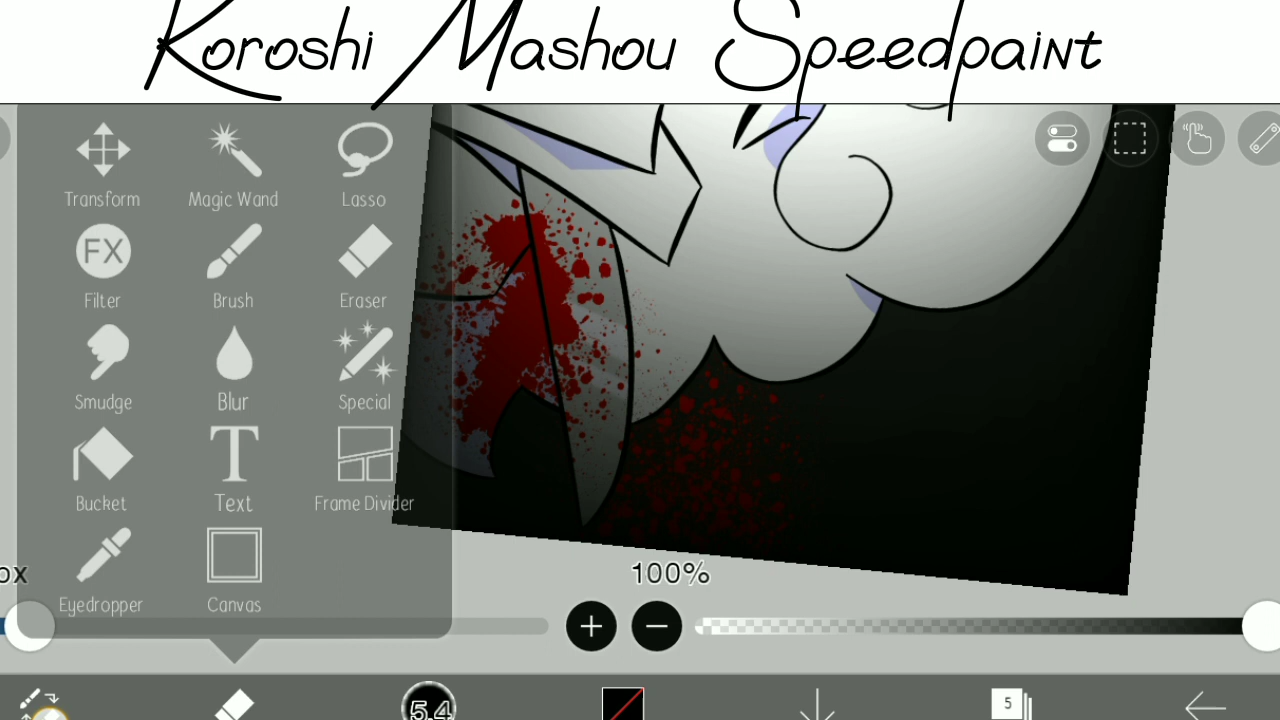 Koroshi Mashou Speedpaint
Transform Magic Wand Lasso
FX
Filter Brush Eraser
Smudge Blur Special
T
Bucket Text Frame Divider
Eyedropper Canvas
px 100%
5.4 5